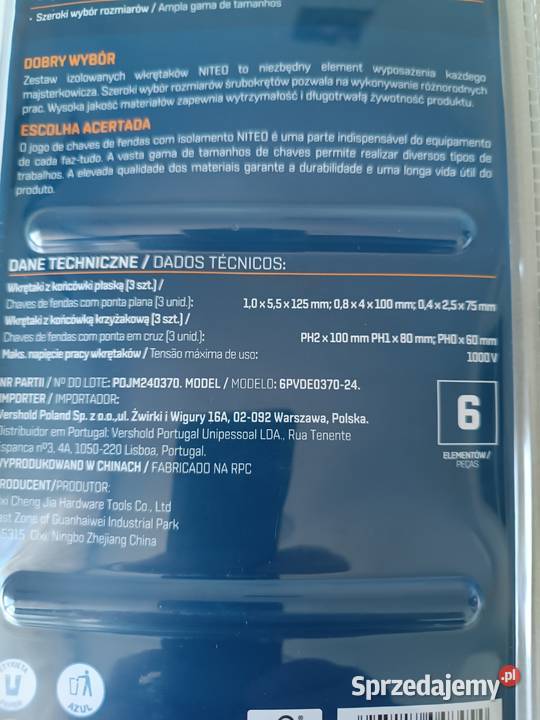 • Szeroki wybór rozmiarów / Ampla gama de tamanhos
DOBRY WYBÓR
Zestaw izolowanych wkrętaków NITEO to niezbędny element wyposażenia każdego
majsterkowicza. Szeroki wybór rozmiarów śrubokrętów pozwala na wykonywanie różnorodnych
prac. Wysoka jakość materiałów zapewnia wytrzymałość i długotrwałą żywotność produktu.
ESCOLHA ACERTADA
O jogo de chaves de fendas com isolamento NITEO é uma parte indispensável do equipamento
de cada faz-tudo. A vasta gama de tamanhos de chaves permite realizar diversos tipos de
trabalhos. A elevada qualidade dos materiais garante a durabilidade e uma longa vida útil do
produto.
DANE TECHNICZNE / DADOS TÉCNICOS:
Wkrętaki z końcówki płaską (3 szt.) /
Chaves de fendas com ponta plana (3 unid.): 1,0 x 5,5 x 125 mm; 0,8 x 4 x 100 mm; 0,4 x 2,5 x 75 mm
Wkrętaki z końcówką krzyżakową (3 szt.) /
Chaves de fendas com ponta em cruz (3 unid.): PH2 x 100 mm PH1 x 80 mm; PH0 x 60 mm
Maks. napięcie pracy wkrętaków / Tensão máxima de uso: 1000 V
NR PARTII / Nº DO LOTE: POJM240370. MODEL / MODELO: 6PVDE0370-24.
IMPORTER / IMPORTADOR:
Vershold Poland Sp. z o.o.,ul. Żwirki i Wigury 16A, 02-092 Warszawa, Polska.
Distribuidor em Portugal: Vershold Portugal Unipessoal LDA., Rua Tenente
Espanca nº3, 4A, 1050-220 Lisboa, Portugal.
WYPRODUKOWANO W CHINACH / FABRICADO NA RPC
PRODUCENT/PRODUTOR:
Cixi Cheng Jia Hardware Tools Co., Ltd
East Zone of Guanhaiwei Industrial Park
315315 Cixi, Ningbo Zhejiang China
6
ELEMENTÓW /
PEÇAS
AZUL
Sprzedajemy.pl